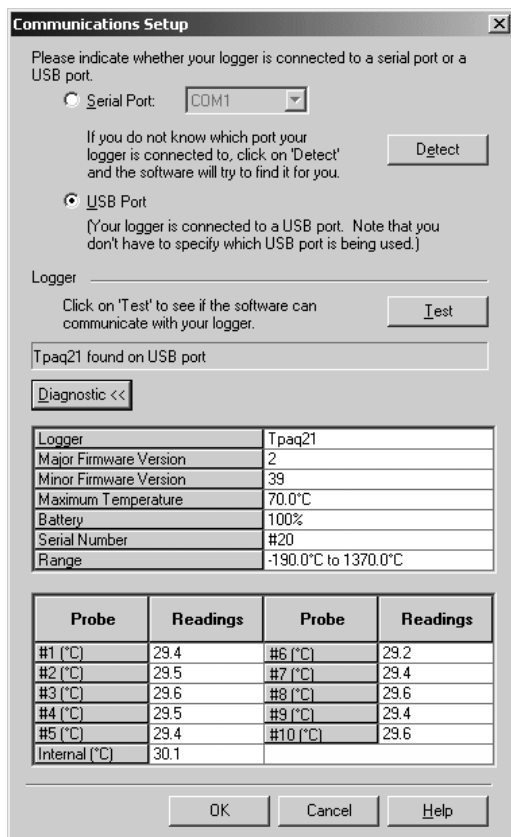 Communications Setup
Please indicate whether your logger is connected to a serial port or a
USB port.
Serial Port: COM1
If you do not know which port your
logger is connected to, click on 'Detect'
and the software will try to find it for you.
Detect
USB Port
(Your logger is connected to a USB port. Note that you
don't have to specify which USB port is being used.)
Logger
Click on 'Test' to see if the software can
communicate with your logger.
Test
Tpaq21 found on USB port
Diagnostic <<
Logger Tpaq21
Major Firmware Version 2
Minor Firmware Version 39
Maximum Temperature 70.0°C
Battery 100%
Serial Number #20
Range -190.0°C to 1370.0°C
Probe Readings Probe Readings
#1 (°C) 29.4 #6 (°C) 29.2
#2 (°C) 29.5 #7 (°C) 29.4
#3 (°C) 29.6 #8 (°C) 29.6
#4 (°C) 29.5 #9 (°C) 29.4
#5 (°C) 29.4 #10 (°C) 29.6
Internal (°C) 30.1
OK Cancel Help